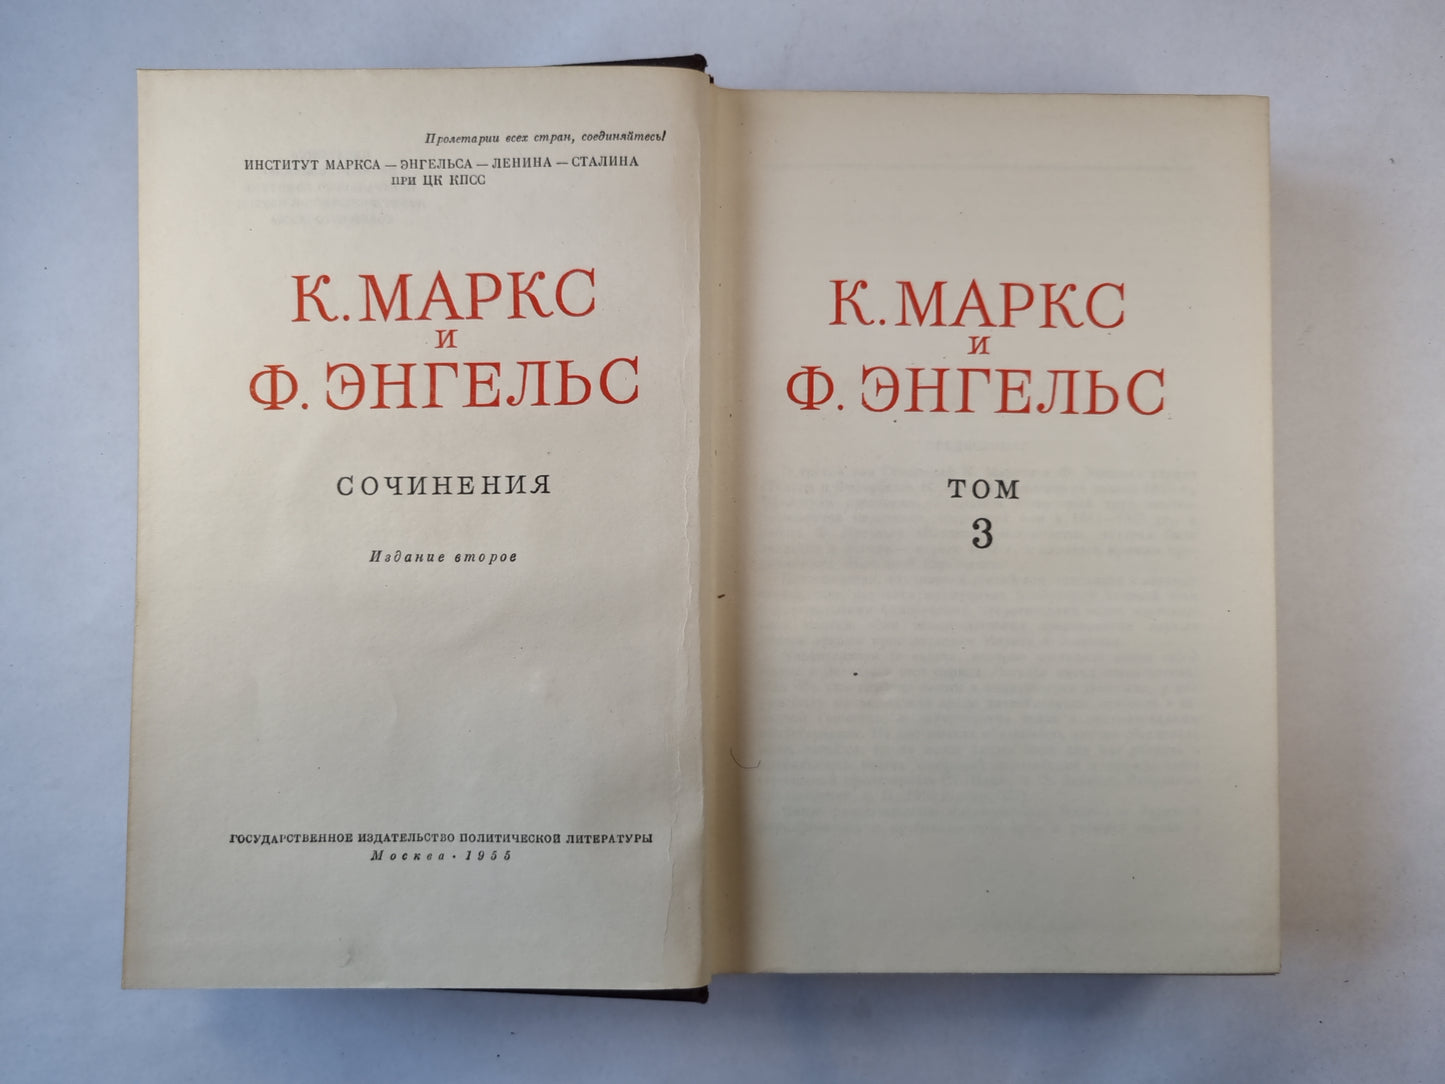 Пролетарии всех стран, соединяйтесь!
ИНСТИТУТ МАРКСА — ЭНГЕЛЬСА — ЛЕНИНА — СТАЛИНА
ПРИ ЦК КПСС
К. МАРКС
И
Ф. ЭНГЕЛЬС
СОЧИНЕНИЯ
Издание второе
ГОСУДАРСТВЕННОЕ ИЗДАТЕЛЬСТВО ПОЛИТИЧЕСКОЙ ЛИТЕРАТУРЫ
Москва · 1955
К. МАРКС
И
Ф. ЭНГЕЛЬС
ТОМ
3